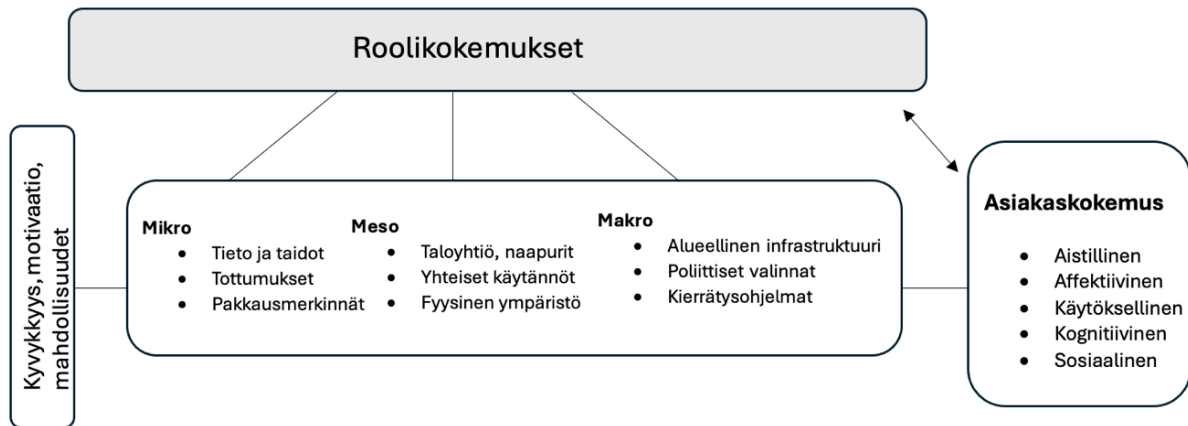 Roolikokemukset
Kyvykkyys, motivaatio,
mahdollisuudet
Mikro
• Tieto ja taidot
• Tottumukset
• Pakkausmerkinnät
Meso
• Taloyhtiö, naapurit
• Yhteiset käytännöt
• Fyysinen ympäristö
Makro
• Alueellinen infrastruktuuri
• Poliittiset valinnat
• Kierrätysohjelmat
Asiakaskokemus
• Aistillinen
• Affektiivinen
• Käytöksellinen
• Kognitiivinen
• Sosiaalinen